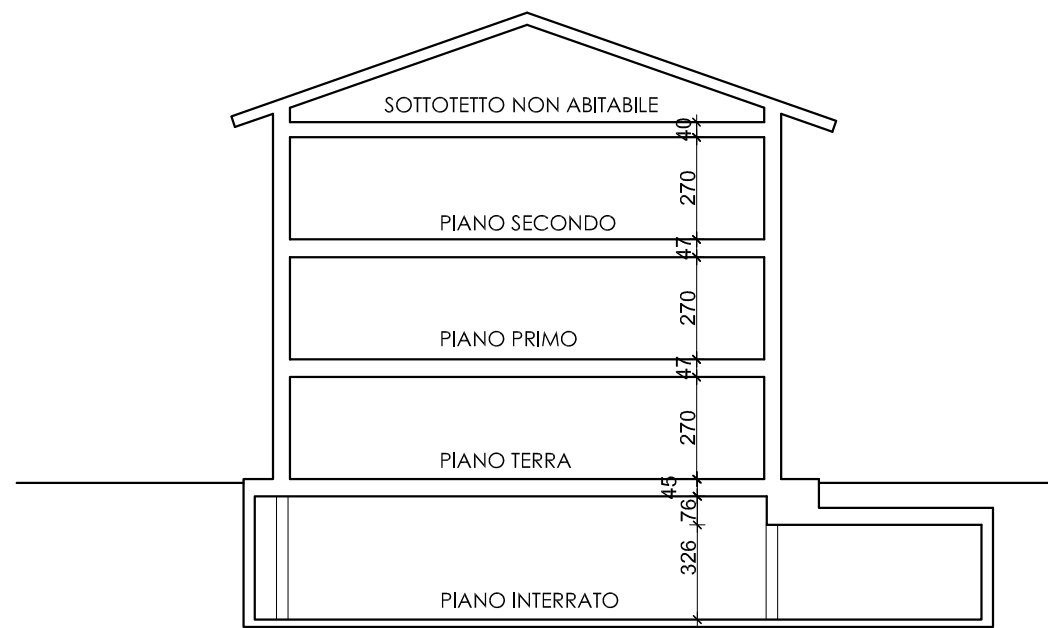 SOTTOTETTO NON ABITABILE
40
270
PIANO SECONDO
47
270
PIANO PRIMO
47
270
PIANO TERRA
45
76
326
PIANO INTERRATO